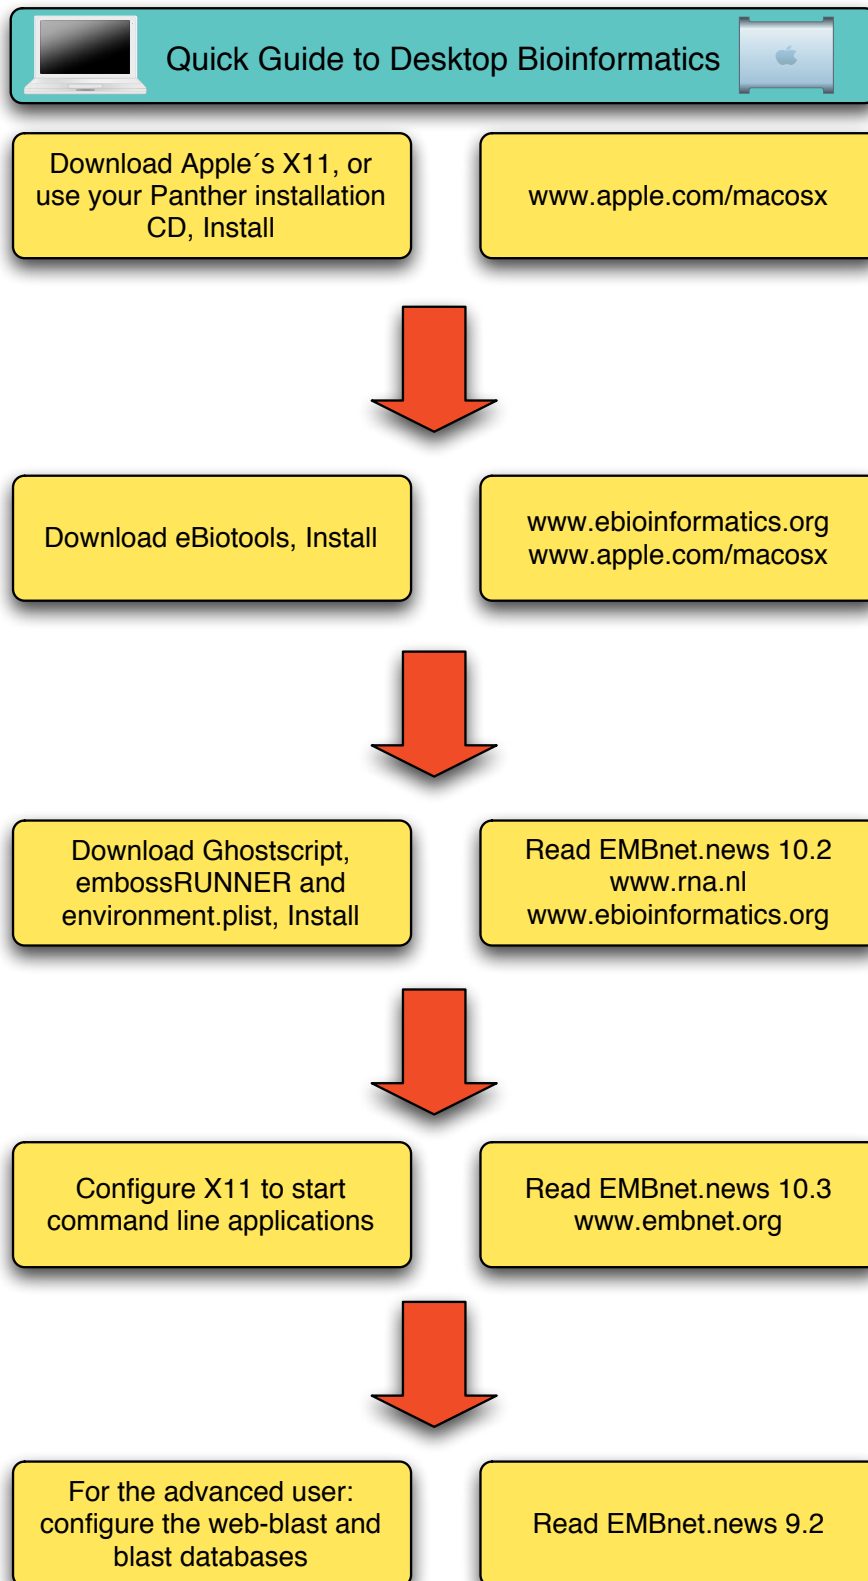 Quick Guide to Desktop Bioinformatics
Download Apple´s X11, or
use your Panther installation
CD, Install
www.apple.com/macosx
Download eBiotools, Install
www.ebioinformatics.org
www.apple.com/macosx
Download Ghostscript,
embossRUNNER and
environment.plist, Install
Read EMBnet.news 10.2
www.rna.nl
www.ebioinformatics.org
Configure X11 to start
command line applications
Read EMBnet.news 10.3
www.embnet.org
For the advanced user:
configure the web-blast and
blast databases
Read EMBnet.news 9.2